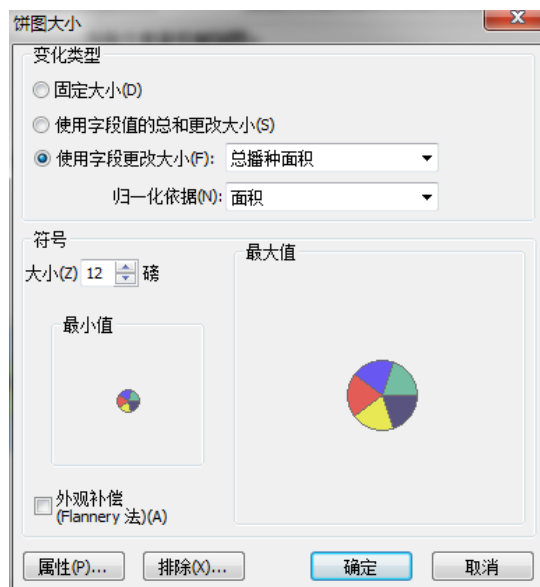 饼图大小
变化类型
固定大小(D)
使用字段值的总和更改大小(S)
使用字段更改大小(F): 总播种面积
归一化依据(N): 面积
符号
大小(Z) 12 磅
最大值
最小值
外观补偿
(Flannery 法)(A)
属性(P)... 排除(X)... 确定 取消